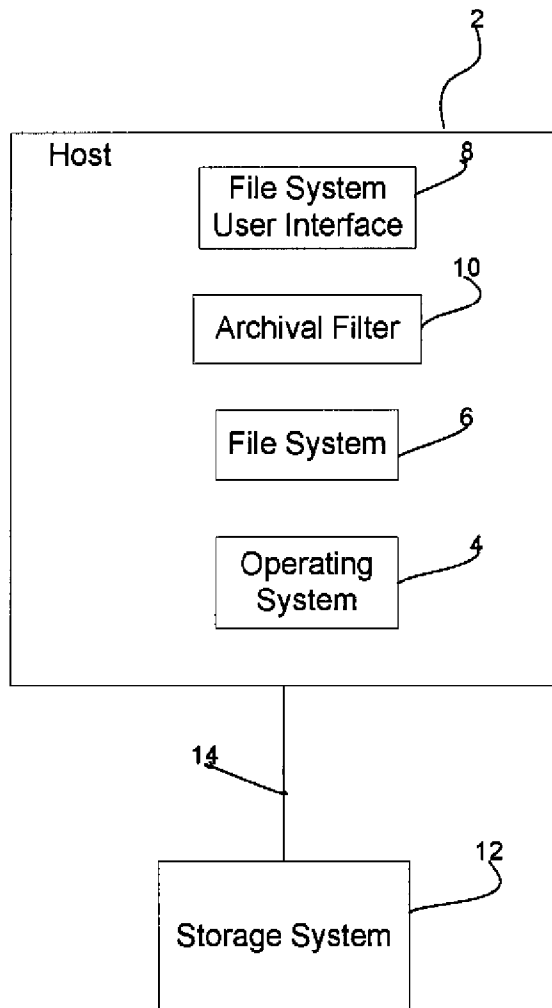 2
Host
8
File System
User Interface
10
Archival Filter
6
File System
4
Operating
System
14
12
Storage System